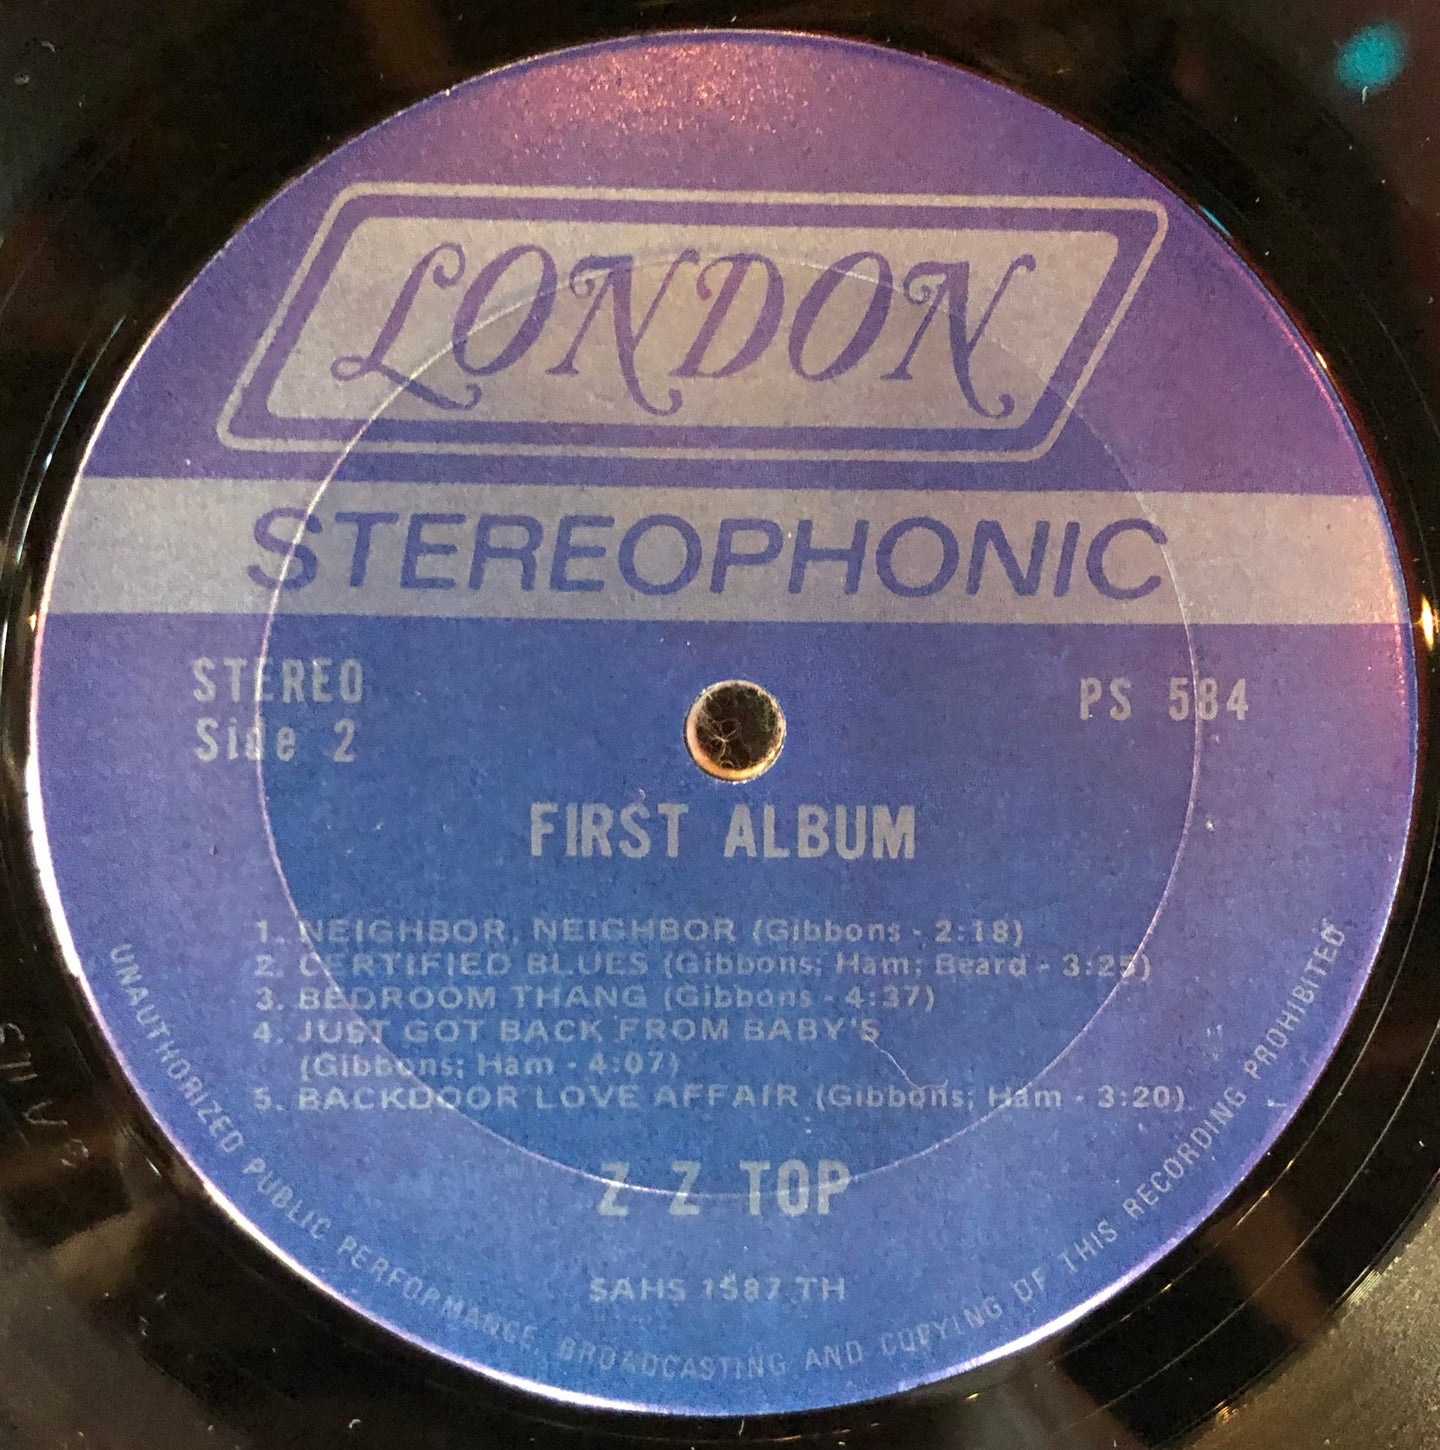 LONDON
STEREOPHONIC
STEREO
Side 2
PS 584
FIRST ALBUM
1. NEIGHBOR, NEIGHBOR (Gibbons - 2:18)
2. CERTIFIED BLUES (Gibbons; Ham; Beard - 3:25)
3. BEDROOM THANG (Gibbons - 4:37)
4. JUST GOT BACK FROM BABY'S
(Gibbons; Ham - 4:07)
5. BACKDOOR LOVE AFFAIR (Gibbons; Ham - 3:20)
Z Z TOP
SAHS 1587 TH
UNAUTHORIZED PUBLIC PERFORMANCE, BROADCASTING AND COPYING OF THIS RECORDING PROHIBITED